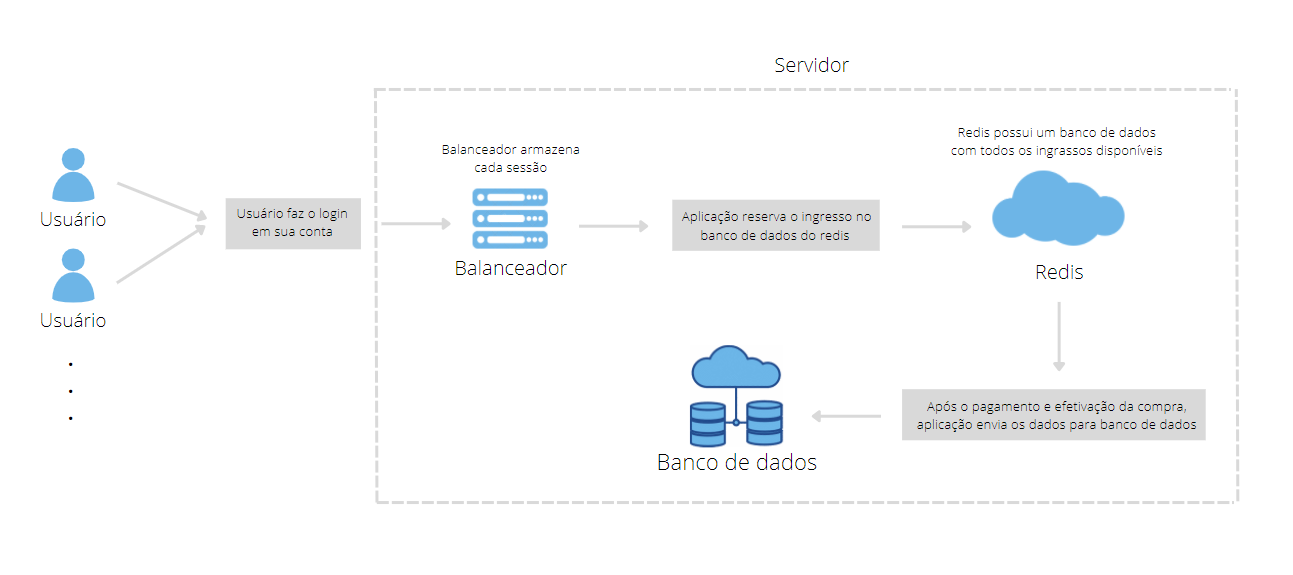 Servidor
Usuário
Usuário
Usuário faz o login
em sua conta
Balanceador armazena
cada sessão
Balanceador
Aplicação reserva o ingresso no
banco de dados do redis
Redis possui um banco de dados
com todos os ingrassos disponíveis
Redis
Após o pagamento e efetivação da compra,
aplicação envia os dados para banco de dados
Banco de dados